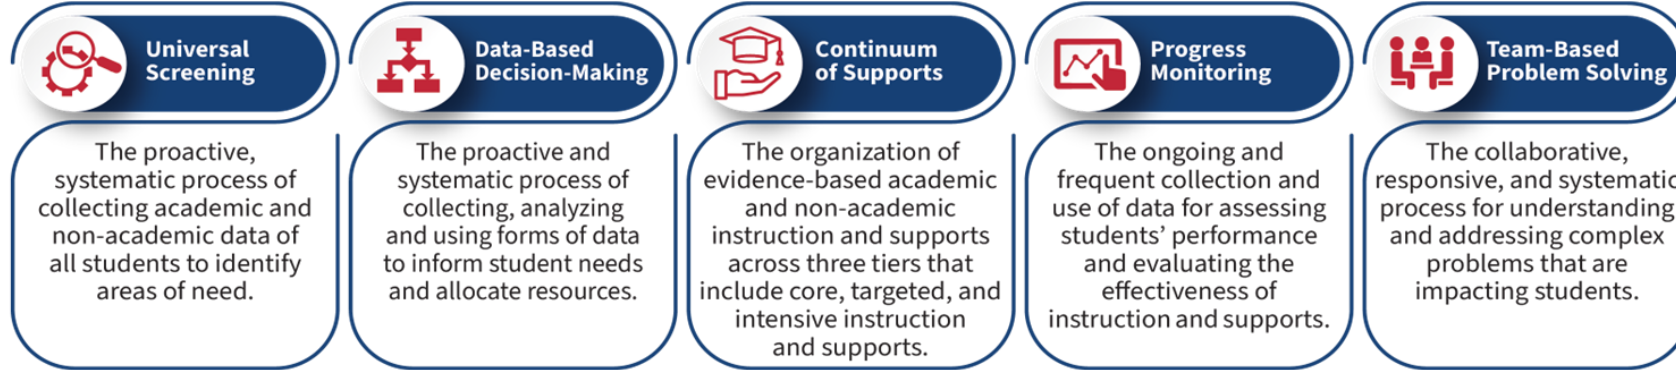 Universal
Screening
The proactive,
systematic process of
collecting academic and
non-academic data of
all students to identify
areas of need.
Data-Based
Decision-Making
The proactive and
systematic process of
collecting, analyzing
and using forms of data
to inform student needs
and allocate resources.
Continuum
of Supports
The organization of
evidence-based academic
and non-academic
instruction and supports
across three tiers that
include core, targeted, and
intensive instruction
and supports.
Progress
Monitoring
The ongoing and
frequent collection and
use of data for assessing
students’ performance
and evaluating the
effectiveness of
instruction and supports.
Team-Based
Problem Solving
The collaborative,
responsive, and systematic
process for understanding
and addressing complex
problems that are
impacting students.